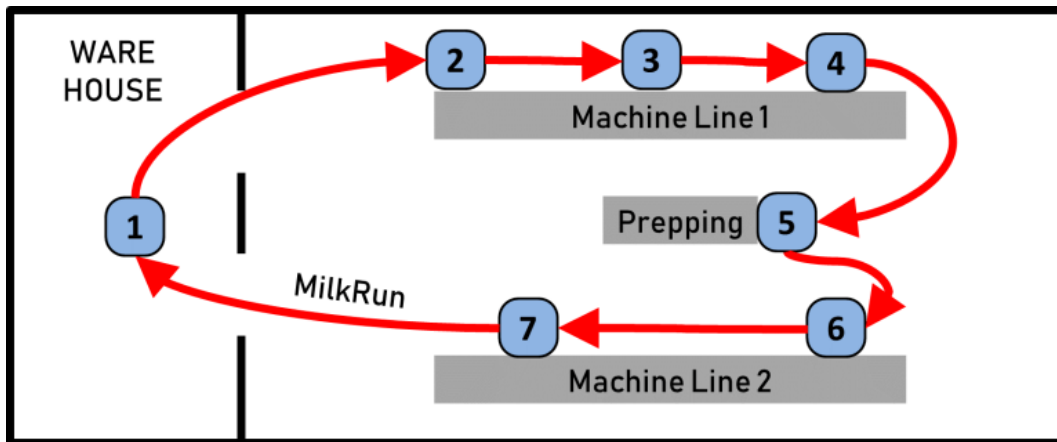 WARE
HOUSE
2
3
4
Machine Line 1
1
Prepping
5
MilkRun
7
6
Machine Line 2